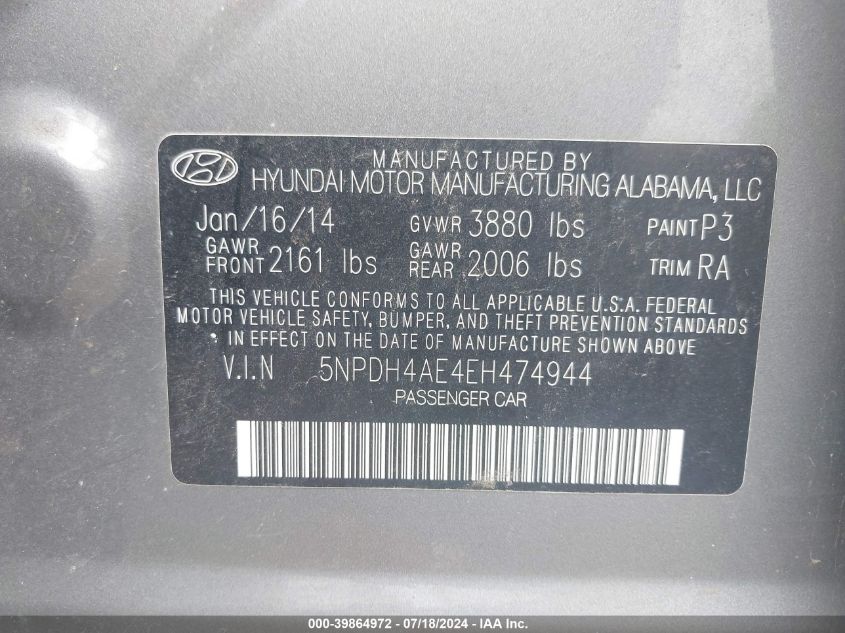 MANUFACTURED BY
HYUNDAI MOTOR MANUFACTURING ALABAMA, LLC
Jan/16/14 GVWR 3880 lbs PAINT P3
GAWR FRONT 2161 lbs GAWR REAR 2006 lbs TRIM RA
THIS VEHICLE CONFORMS TO ALL APPLICABLE U.S.A. FEDERAL
MOTOR VEHICLE SAFETY, BUMPER, AND THEFT PREVENTION STANDARDS
IN EFFECT ON THE DATE OF MANUFACTURE SHOWN ABOVE.
V.I.N 5NPDH4AE4EH474944
PASSENGER CAR
000-39864972 - 07/18/2024 - IAA Inc.